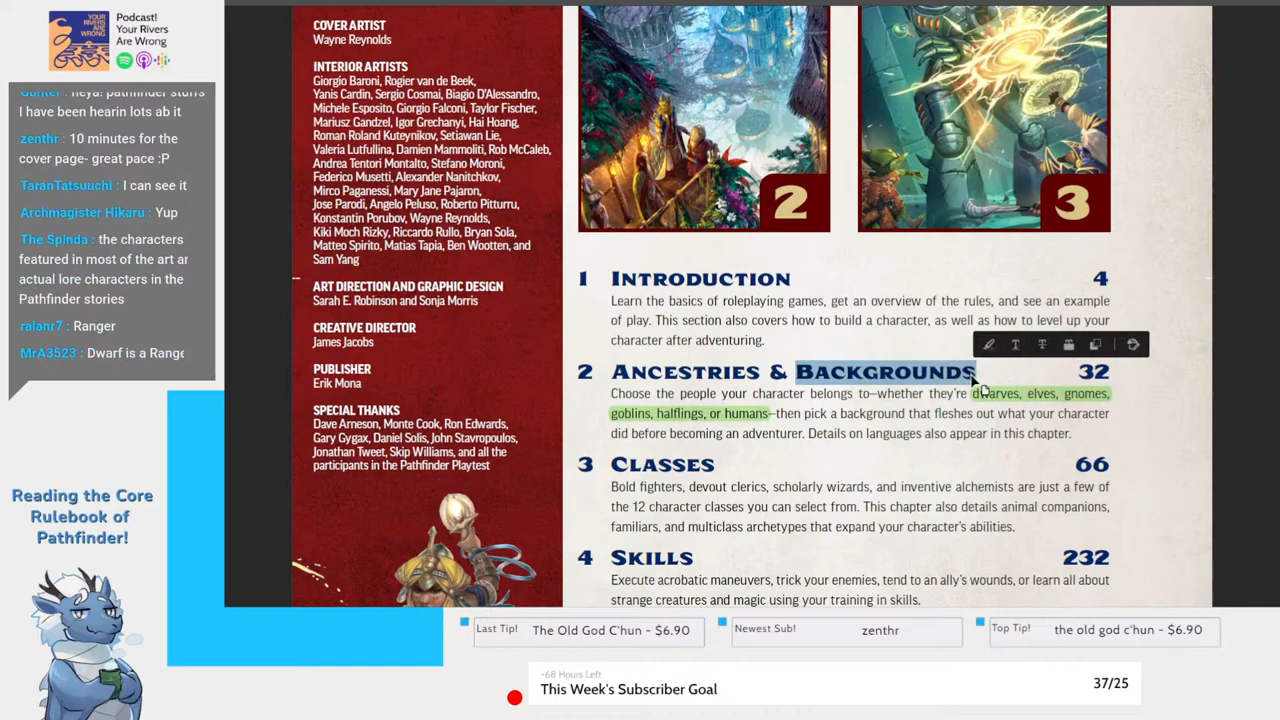 YOUR
RIVERS
ARE
WRONG
Podcast!
Your Rivers
Are Wrong
heya! pathfinder stuffs
I have been hearin lots ab it
zenthr : 10 minutes for the
cover page- great pace :P
TaranTatsuuchi : I can see it
Archmagister Hikaru : Yup
The Spinda : the characters
featured in most of the art ar
actual lore characters in the
Pathfinder stories
ralanr7 : Ranger
MrA3523 : Dwarf is a Range
Reading the Core
Rulebook of
Pathfinder!
COVER ARTIST
Wayne Reynolds
INTERIOR ARTISTS
Giorgio Baroni, Rogier van de Beek,
Yanis Cardin, Sergio Cosmai, Biagio D'Alessandro,
Michele Esposito, Giorgio Falconi, Taylor Fischer,
Mariusz Gandzel, Igor Grechanyi, Hai Hoang,
Roman Roland Kuteynikov, Setiawan Lie,
Valeria Lutfullina, Damien Mammoliti, Rob McCaleb,
Andrea Tentori Montalto, Stefano Moroni,
Federico Musetti, Alexander Nanitchkov,
Mirco Paganessi, Mary Jane Pajaron,
Jose Parodi, Angelo Peluso, Roberto Pitturru,
Konstantin Porubov, Wayne Reynolds,
Kiki Moch Rizky, Riccardo Rullo, Bryan Sola,
Matteo Spirito, Matias Tapia, Ben Wootten, and
Sam Yang
ART DIRECTION AND GRAPHIC DESIGN
Sarah E. Robinson and Sonja Morris
CREATIVE DIRECTOR
James Jacobs
PUBLISHER
Erik Mona
SPECIAL THANKS
Dave Arneson, Monte Cook, Ron Edwards,
Gary Gygax, Daniel Solis, John Stavropoulos,
Jonathan Tweet, Skip Williams, and all the
participants in the Pathfinder Playtest
2
3
1 INTRODUCTION 4
Learn the basics of roleplaying games, get an overview of the rules, and see an example
of play. This section also covers how to build a character, as well as how to level up your
character after adventuring.
2 ANCESTRIES & BACKGROUNDS 32
Choose the people your character belongs to—whether they're dwarves, elves, gnomes,
goblins, halflings, or humans—then pick a background that fleshes out what your character
did before becoming an adventurer. Details on languages also appear in this chapter.
3 CLASSES 66
Bold fighters, devout clerics, scholarly wizards, and inventive alchemists are just a few of
the 12 character classes you can select from. This chapter also details animal companions,
familiars, and multiclass archetypes that expand your character's abilities.
4 SKILLS 232
Execute acrobatic maneuvers, trick your enemies, tend to an ally's wounds, or learn all about
strange creatures and magic using your training in skills.
Last Tip! The Old God C'hun - $6.90
Newest Sub! zenthr
Top Tip! the old god c'hun - $6.90
-68 Hours Left
This Week's Subscriber Goal 37/25